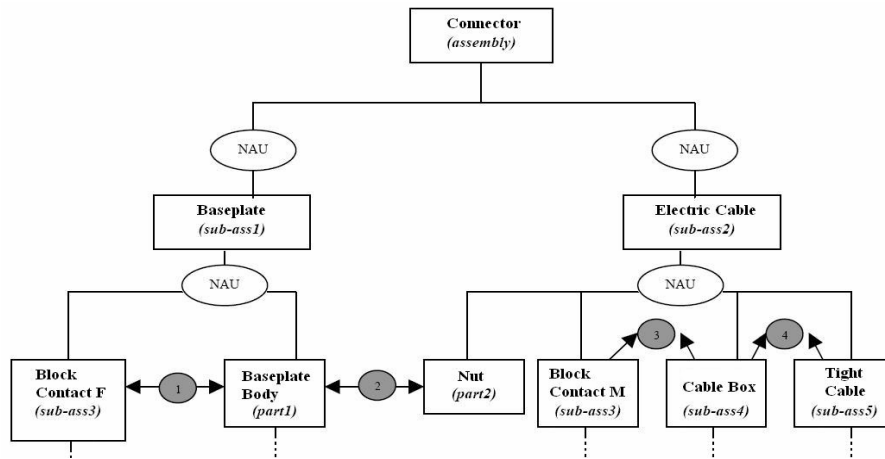 Connector
(assembly)
NAU
NAU
Baseplate
(sub-ass1)
Electric Cable
(sub-ass2)
NAU
NAU
Block
Contact F
(sub-ass3)
1
Baseplate
Body
(part1)
2
Nut
(part2)
Block
Contact M
(sub-ass3)
3
Cable Box
(sub-ass4)
4
Tight
Cable
(sub-ass5)